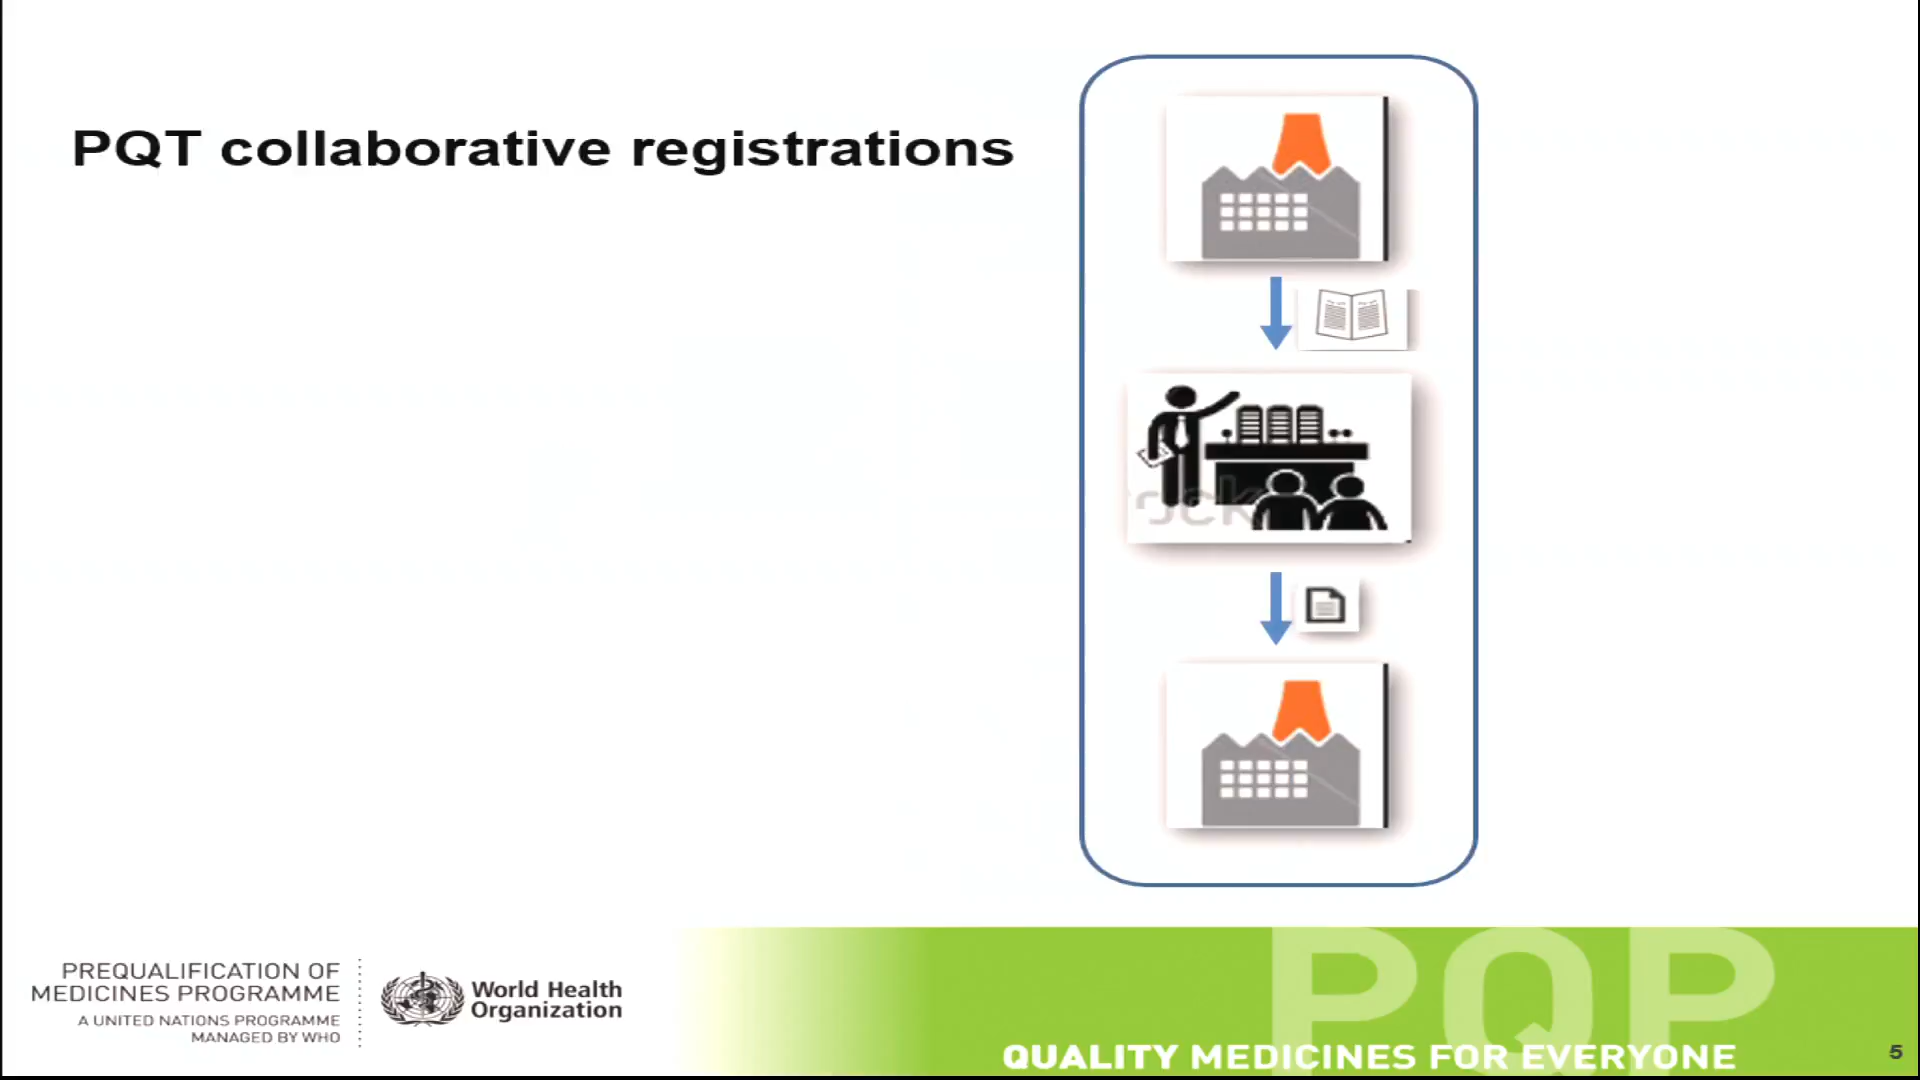 PQT collaborative registrations
ock
PREQUALIFICATION OF
MEDICINES PROGRAMME
A UNITED NATIONS PROGRAMME
MANAGED BY WHO
World Health
Organization
PQP
QUALITY MEDICINES FOR EVERYONE
5